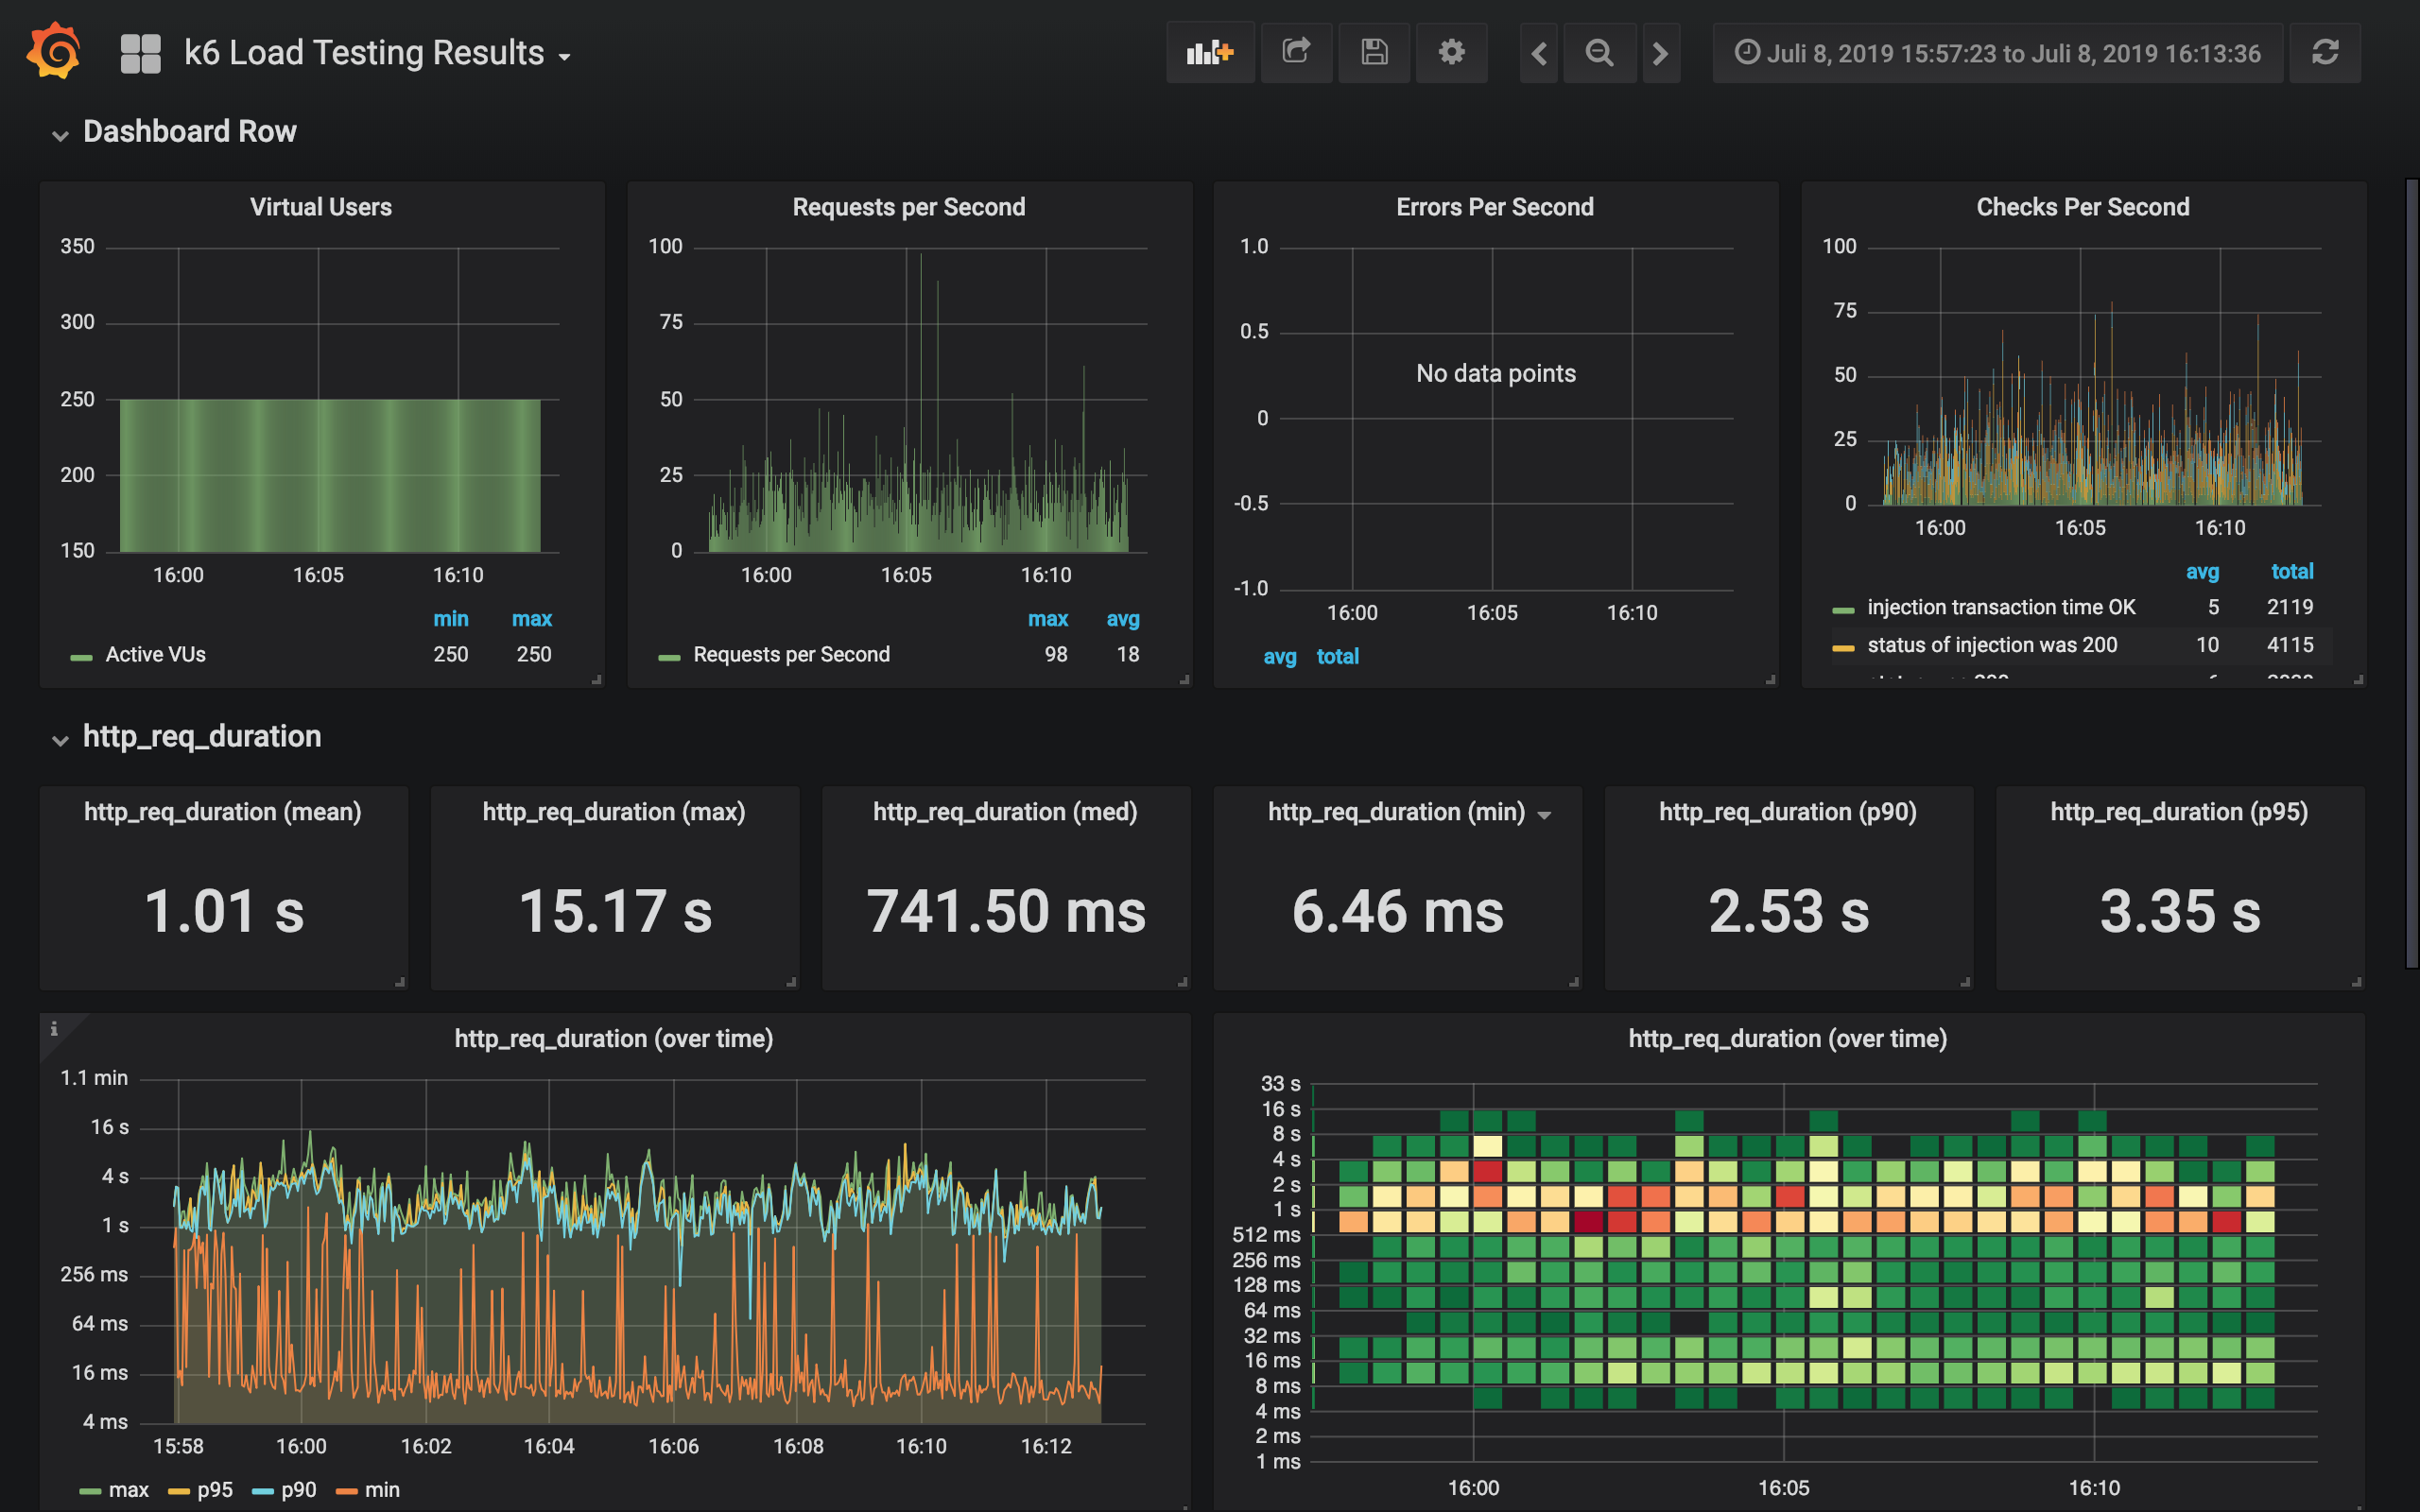 k6 Load Testing Results
Juli 8, 2019 15:57:23 to Juli 8, 2019 16:13:36
Dashboard Row
Virtual Users
350
300
250
200
150
16:00 16:05 16:10
min max
Active VUs 250 250
Requests per Second
100
75
50
25
0
16:00 16:05 16:10
max avg
Requests per Second 98 18
Errors Per Second
1.0
0.5
0
-0.5
-1.0
No data points
16:00 16:05 16:10
avg total
Checks Per Second
100
75
50
25
0
16:00 16:05 16:10
avg total
injection transaction time OK 5 2119
status of injection was 200 10 4115
http_req_duration
http_req_duration (mean)
1.01 s
http_req_duration (max)
15.17 s
http_req_duration (med)
741.50 ms
http_req_duration (min)
6.46 ms
http_req_duration (p90)
2.53 s
http_req_duration (p95)
3.35 s
i
http_req_duration (over time)
1.1 min
16 s
4 s
1 s
256 ms
64 ms
16 ms
4 ms
15:58 16:00 16:02 16:04 16:06 16:08 16:10 16:12
max p95 p90 min
http_req_duration (over time)
33 s
16 s
8 s
4 s
2 s
1 s
512 ms
256 ms
128 ms
64 ms
32 ms
16 ms
8 ms
4 ms
2 ms
1 ms
16:00 16:05 16:10